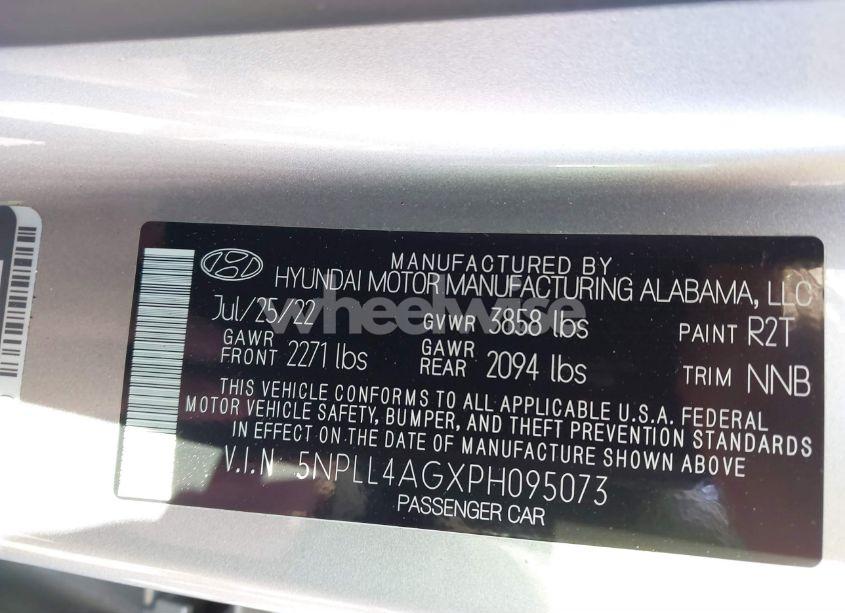 MANUFACTURED BY
HYUNDAI MOTOR MANUFACTURING ALABAMA, LLC
Jul/25/22 GVWR 3858 lbs PAINT R2T
GAWR FRONT 2271 lbs GAWR REAR 2094 lbs TRIM NNB
THIS VEHICLE CONFORMS TO ALL APPLICABLE U.S.A. FEDERAL
MOTOR VEHICLE SAFETY, BUMPER, AND THEFT PREVENTION STANDARDS
IN EFFECT ON THE DATE OF MANUFACTURE SHOWN ABOVE
V.I.N 5NPLL4AGXPH095073
PASSENGER CAR
wheelwise